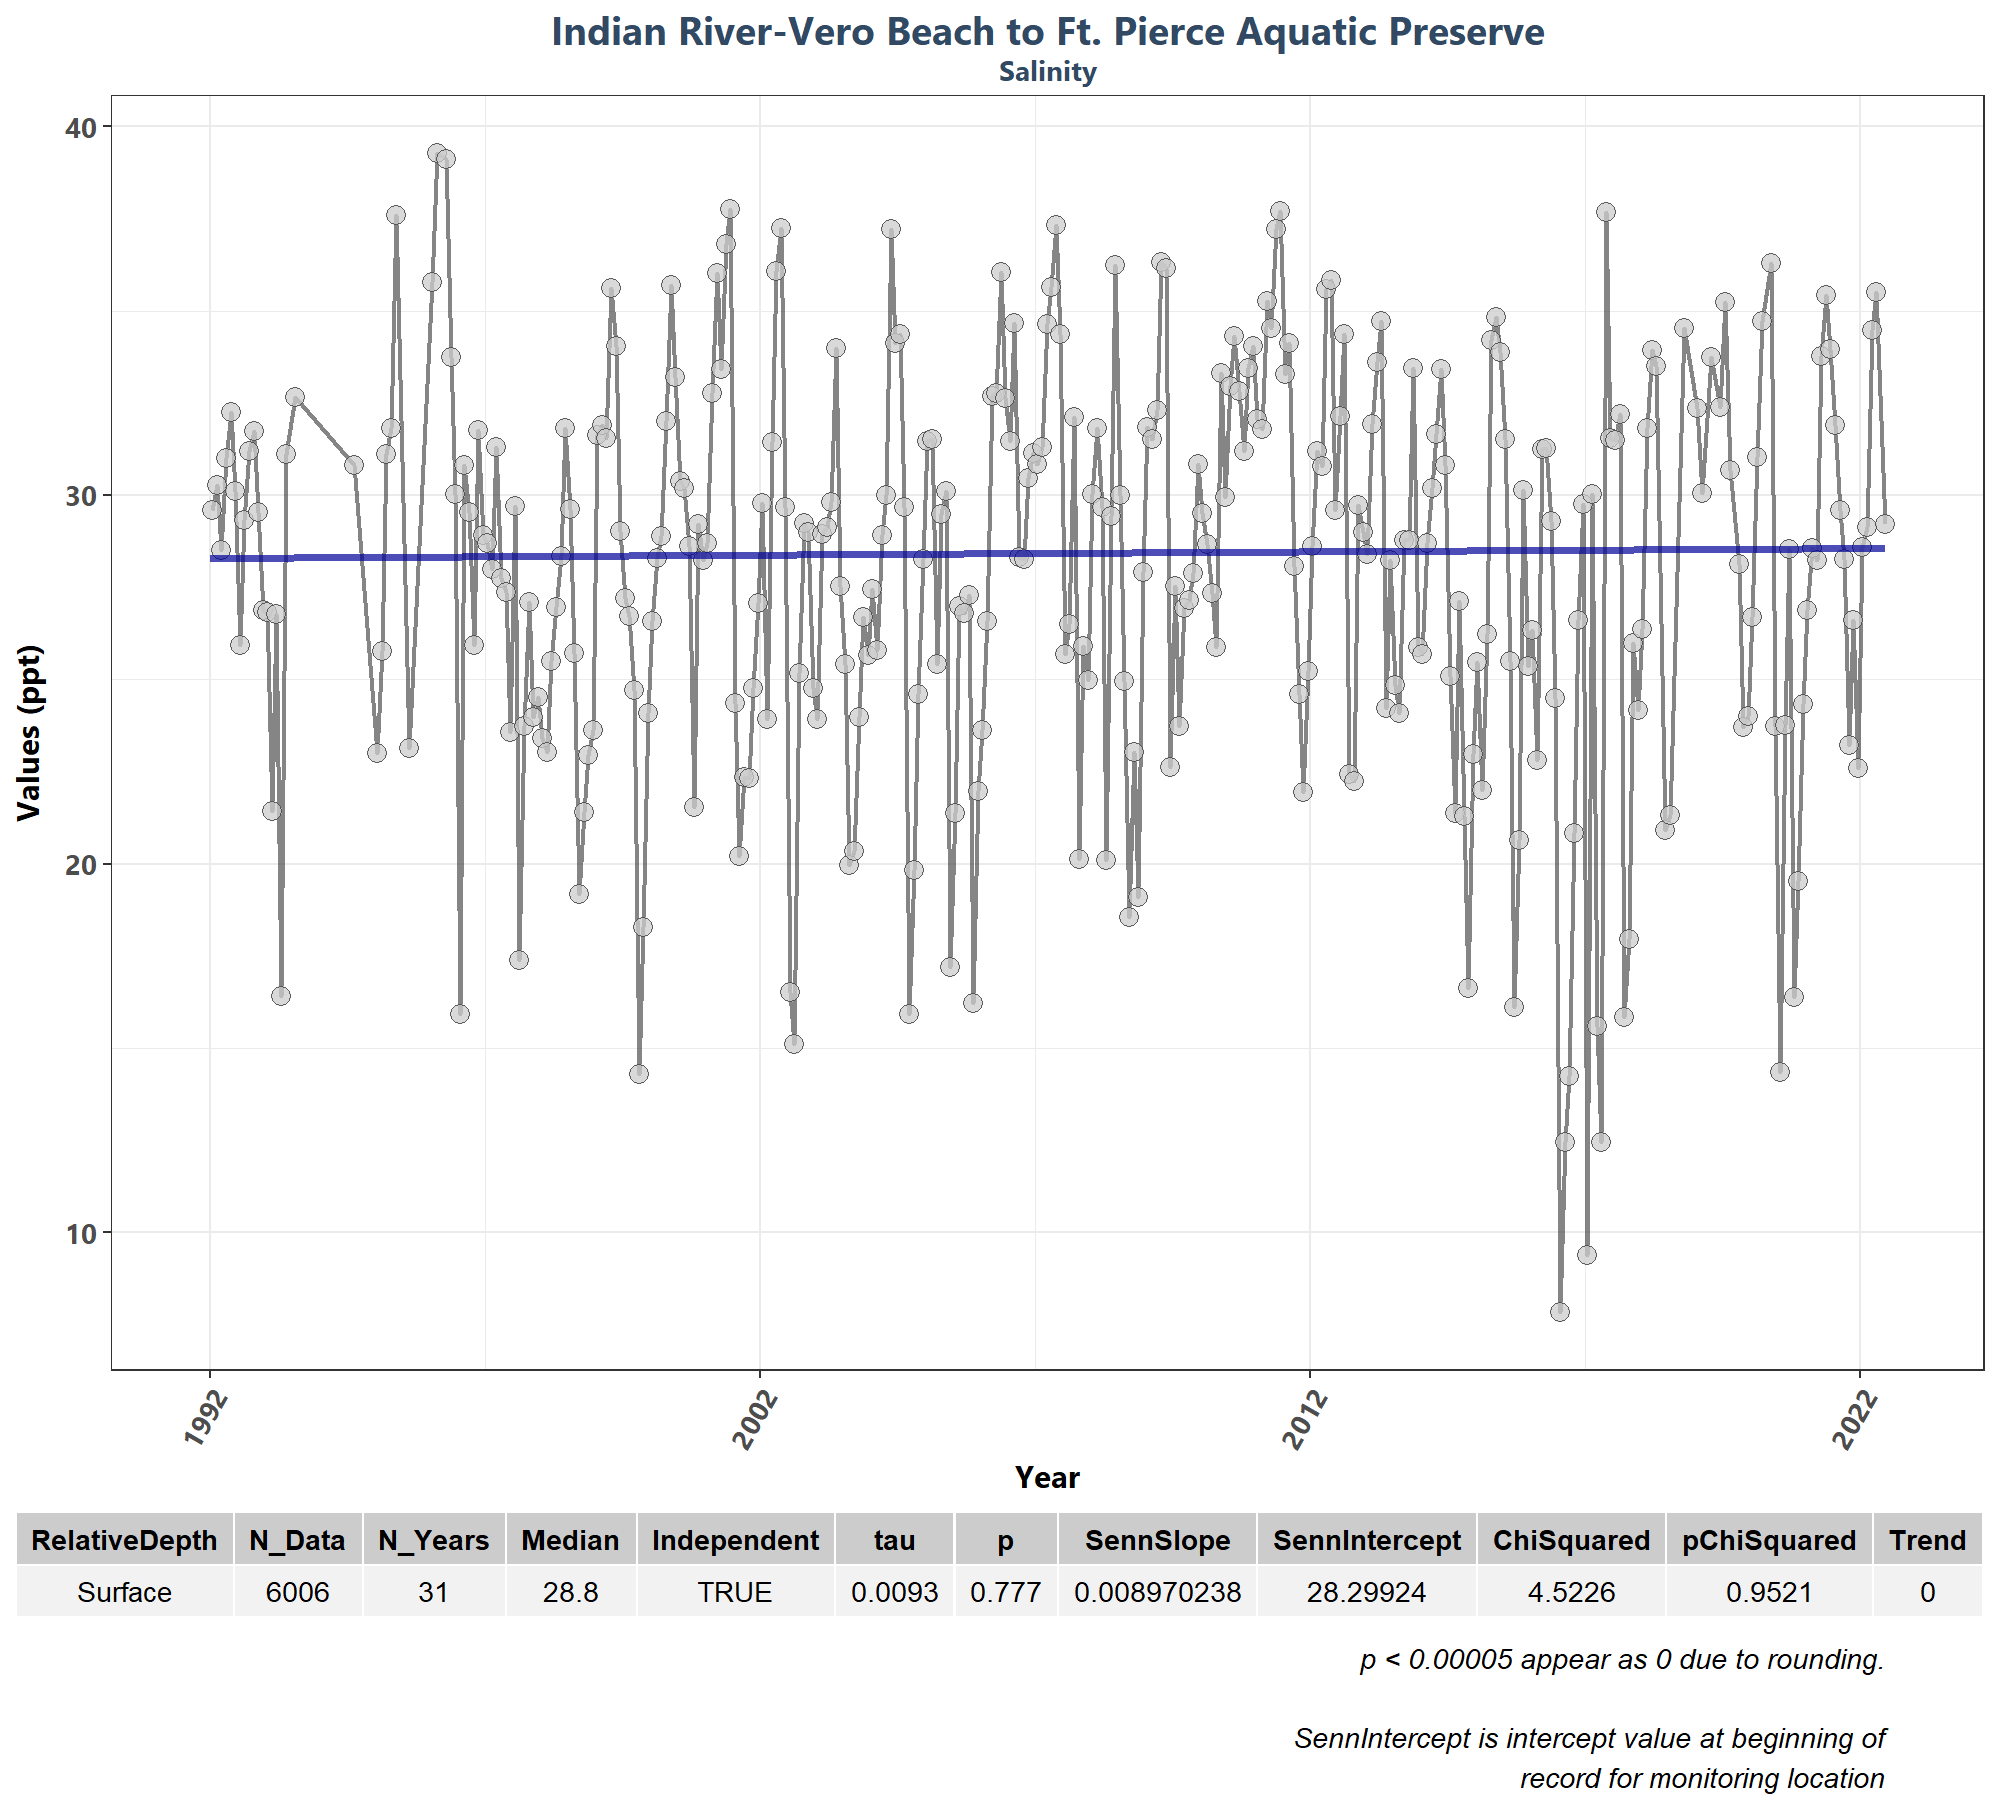 Indian River-Vero Beach to Ft. Pierce Aquatic Preserve
Salinity
40
30
20
10
Values (ppt)
1992
2002
2012
2022
Year
RelativeDepth N_Data N_Years Median Independent tau p SennSlope SennIntercept ChiSquared pChiSquared Trend
Surface 6006 31 28.8 TRUE 0.0093 0.777 0.008970238 28.29924 4.5226 0.9521 0
p < 0.00005 appear as 0 due to rounding.
SennIntercept is intercept value at beginning of
record for monitoring location